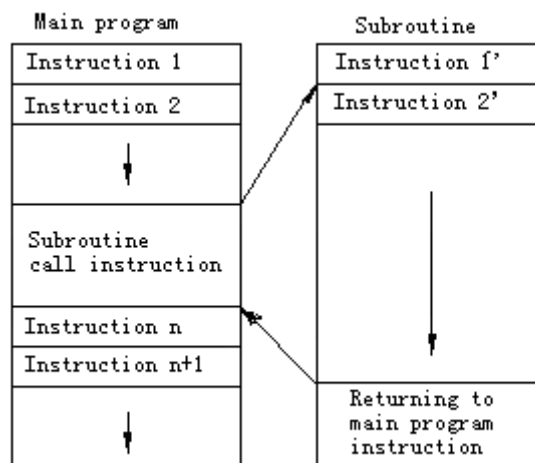 Main program
Instruction 1
Instruction 2
Subroutine
call instruction
Instruction n
Instruction n+1
Subroutine
Instruction 1'
Instruction 2'
Returning to
main program
instruction